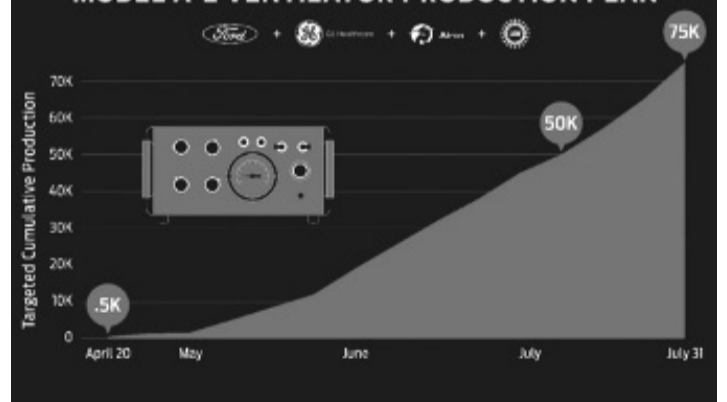 MODEL A-E VENTILATOR PRODUCTION PLAN
Ford + GE Healthcare + Airon + UAW
75K
70K
60K
50K
50K
40K
30K
20K
10K
.5K
0
Targeted Cumulative Production
April 20 May June July July 31